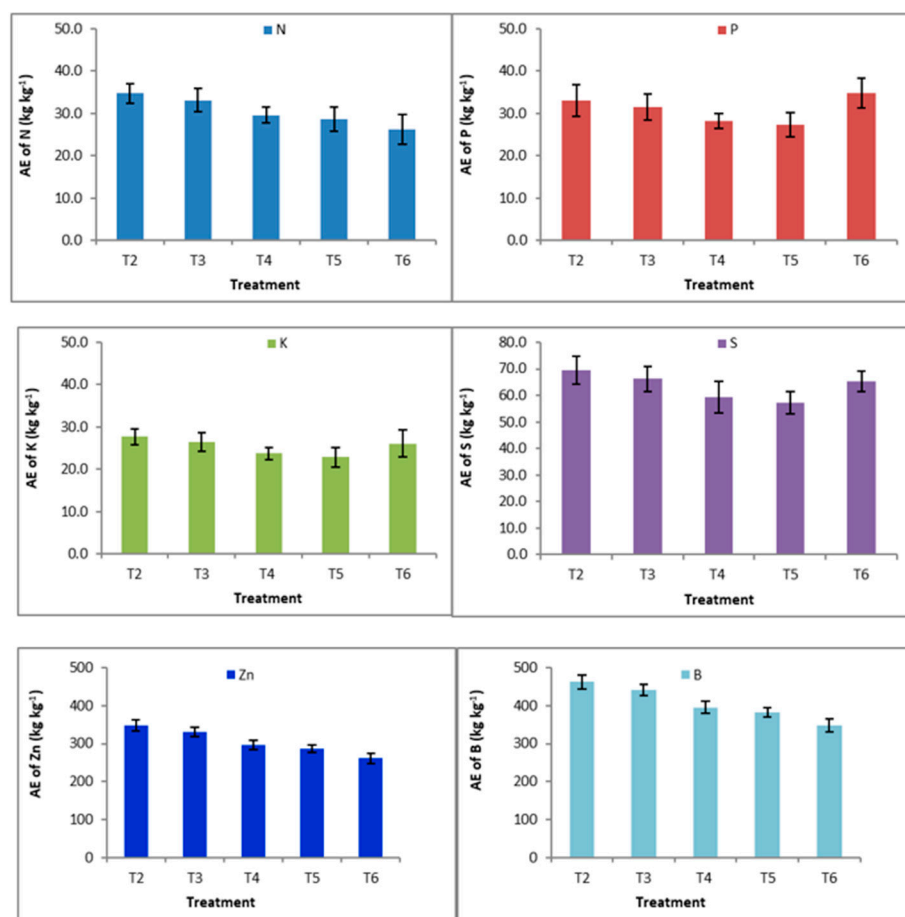 N
50.0
40.0
30.0
20.0
10.0
0.0
AE of N (kg kg⁻¹)
T2 T3 T4 T5 T6
Treatment
P
50.0
40.0
30.0
20.0
10.0
0.0
AE of P (kg kg⁻¹)
T2 T3 T4 T5 T6
Treatment
K
50.0
40.0
30.0
20.0
10.0
0.0
AE of K (kg kg⁻¹)
T2 T3 T4 T5 T6
Treatment
S
80.0
70.0
60.0
50.0
40.0
30.0
20.0
10.0
0.0
AE of S (kg kg⁻¹)
T2 T3 T4 T5 T6
Treatment
Zn
500
400
300
200
100
0
AE of Zn (kg kg⁻¹)
T2 T3 T4 T5 T6
Treatment
B
500
400
300
200
100
0
AE of B (kg kg⁻¹)
T2 T3 T4 T5 T6
Treatment